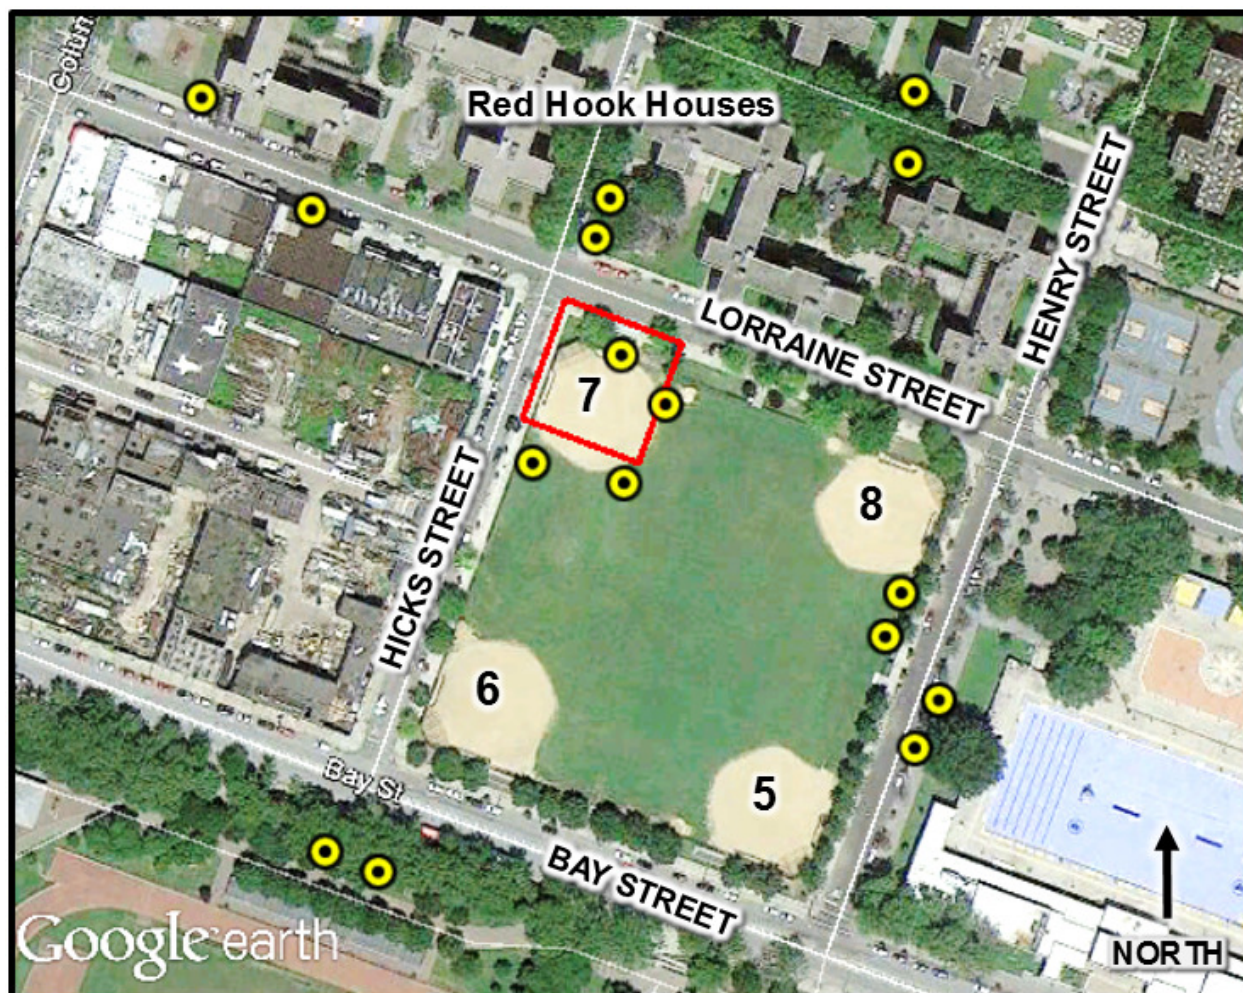 Colum
Red Hook Houses
HENRY STREET
LORRAINE STREET
7
8
HICKS STREET
6
5
Bay St
BAY STREET
Google earth
NORTH